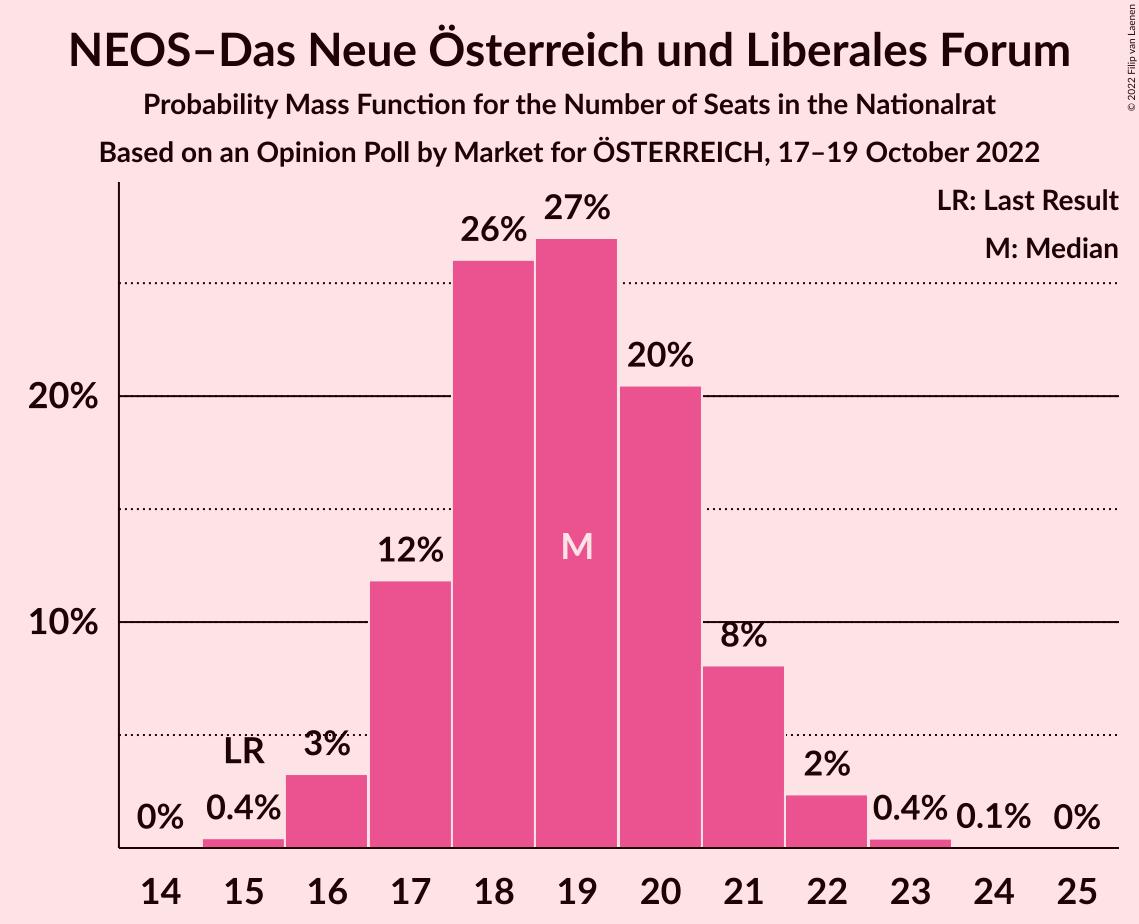 NEOS–Das Neue Österreich und Liberales Forum
Probability Mass Function for the Number of Seats in the Nationalrat
Based on an Opinion Poll by Market for ÖSTERREICH, 17–19 October 2022
© 2022 Filip van Laenen
LR: Last Result
M: Median
20%
10%
0%
LR
0.4%
3%
12%
26%
27%
M
20%
8%
2%
0.4%
0.1%
0%
14 15 16 17 18 19 20 21 22 23 24 25